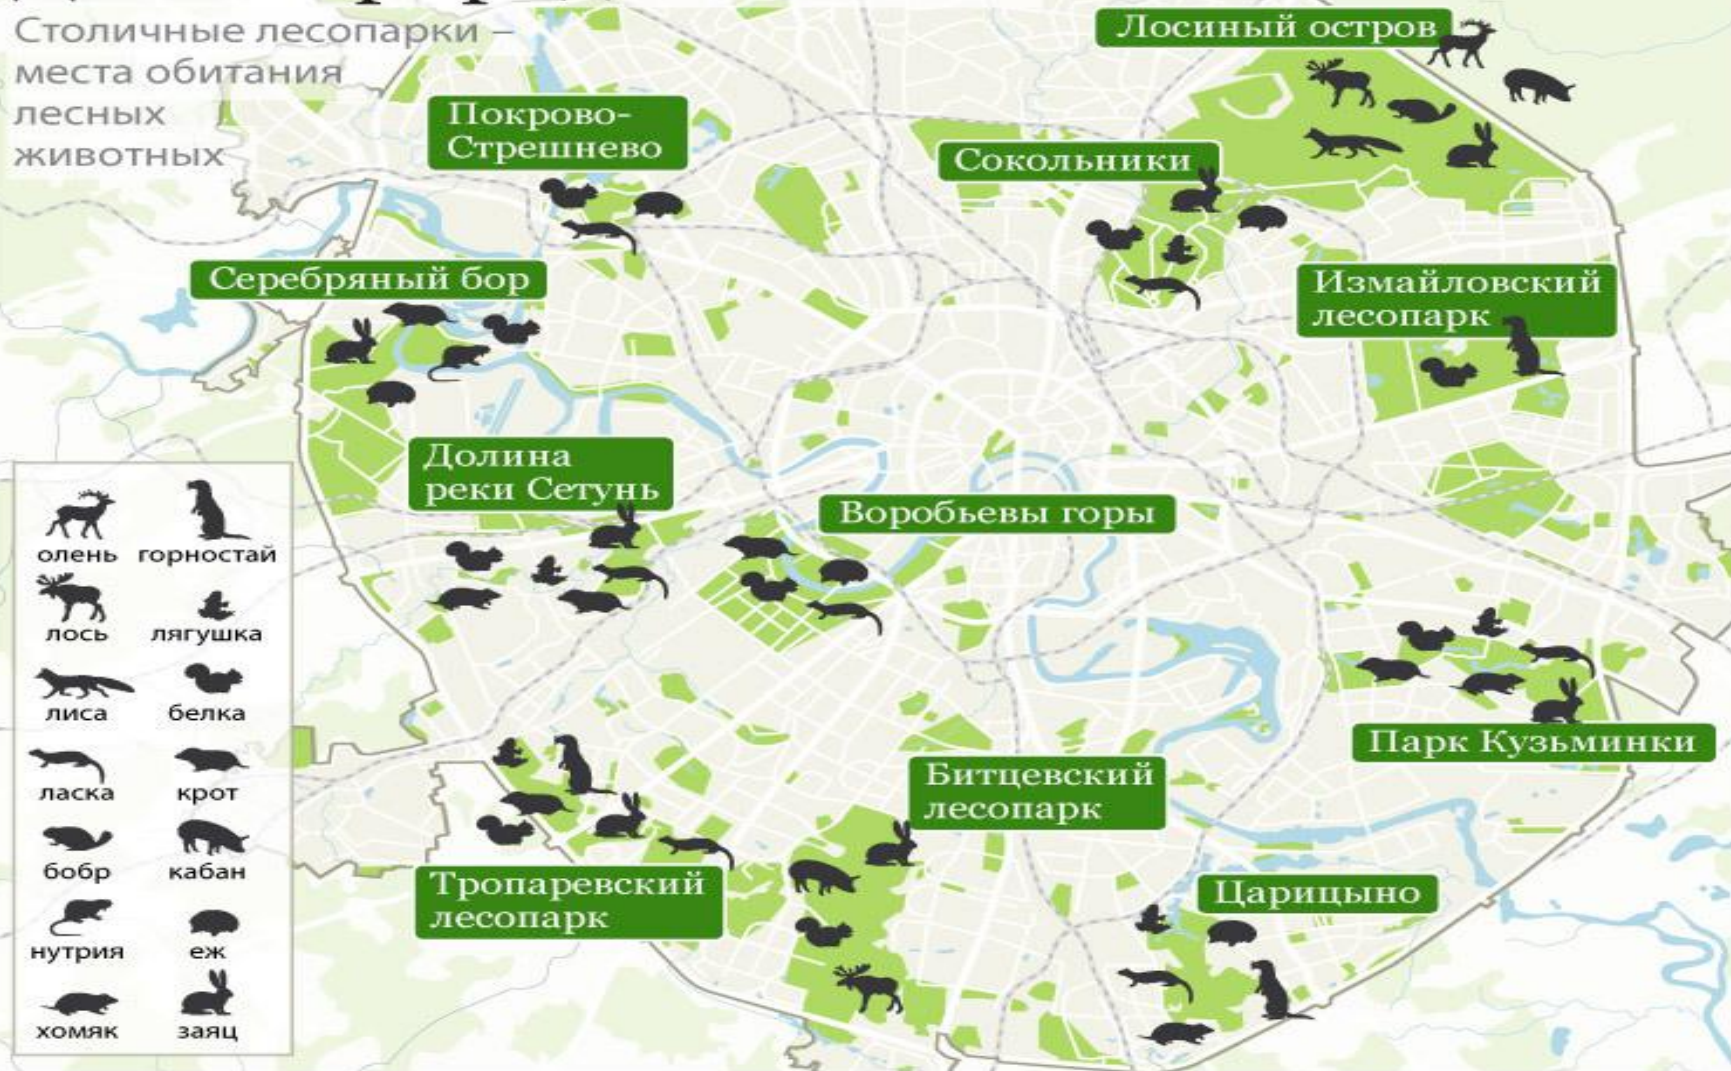 Столичные лесопарки –
места обитания
лесных
животных
Лосиный остров
Покрово-
Стрешнево
Сокольники
Серебряный бор
Измайловский
лесопарк
Долина
реки Сетунь
Воробьевы горы
олень горностай
лось лягушка
лиса белка
ласка крот
бобр кабан
нутрия еж
хомяк заяц
Парк Кузьминки
Битцевский
лесопарк
Тропаревский
лесопарк
Царицыно